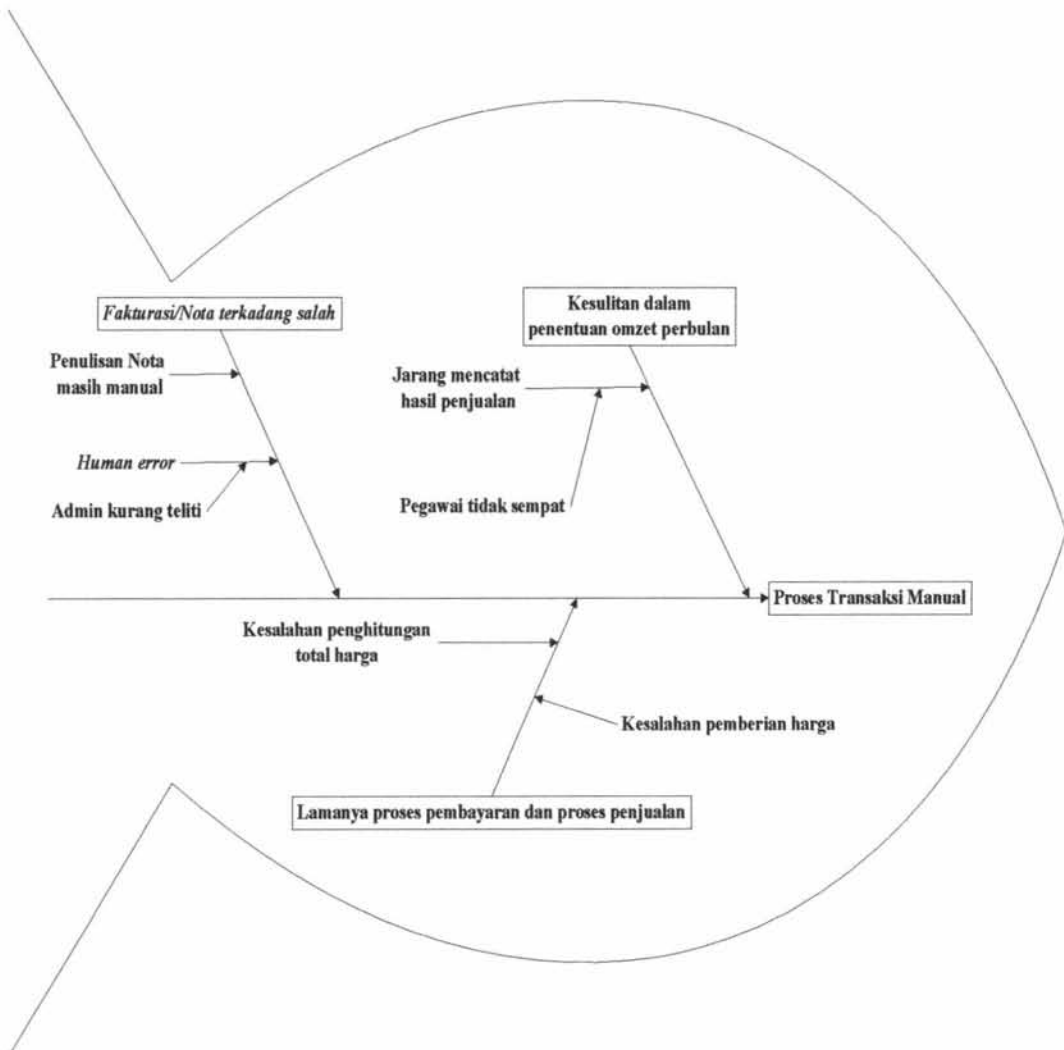 Fakturasi/Nota terkadang salah
Penulisan Nota
masih manual
Human error
Admin kurang teliti
Kesulitan dalam
penentuan omzet perbulan
Jarang mencatat
hasil penjualan
Pegawai tidak sempat
Proses Transaksi Manual
Kesalahan penghitungan
total harga
Kesalahan pemberian harga
Lamanya proses pembayaran dan proses penjualan